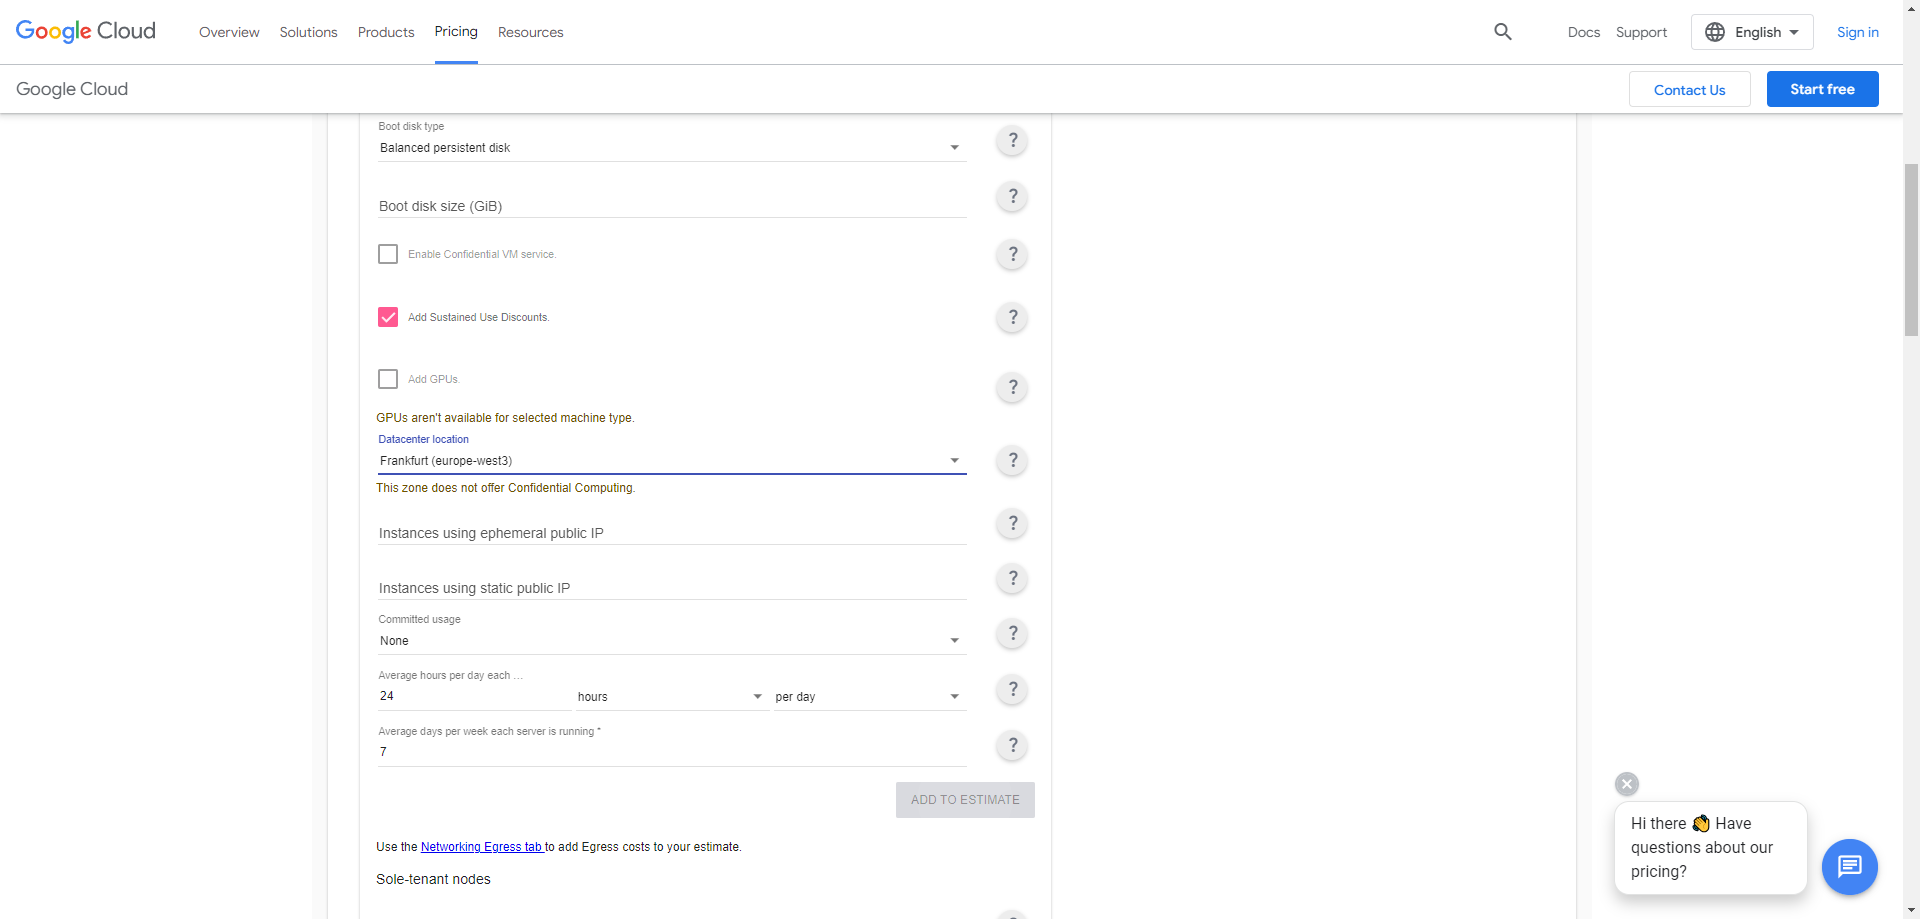 Google Cloud
Overview
Solutions
Products
Pricing
Resources
Docs
Support
English
Sign in
Google Cloud
Contact Us
Start free
Boot disk type
Balanced persistent disk
?
Boot disk size (GiB)
?
Enable Confidential VM service.
?
Add Sustained Use Discounts.
?
Add GPUs.
?
GPUs aren't available for selected machine type.
Datacenter location
Frankfurt (europe-west3)
?
This zone does not offer Confidential Computing.
Instances using ephemeral public IP
?
Instances using static public IP
?
Committed usage
None
?
Average hours per day each ...
24
hours
per day
?
Average days per week each server is running *
7
?
ADD TO ESTIMATE
Use the Networking Egress tab to add Egress costs to your estimate.
Sole-tenant nodes
Hi there 👋 Have
questions about our
pricing?